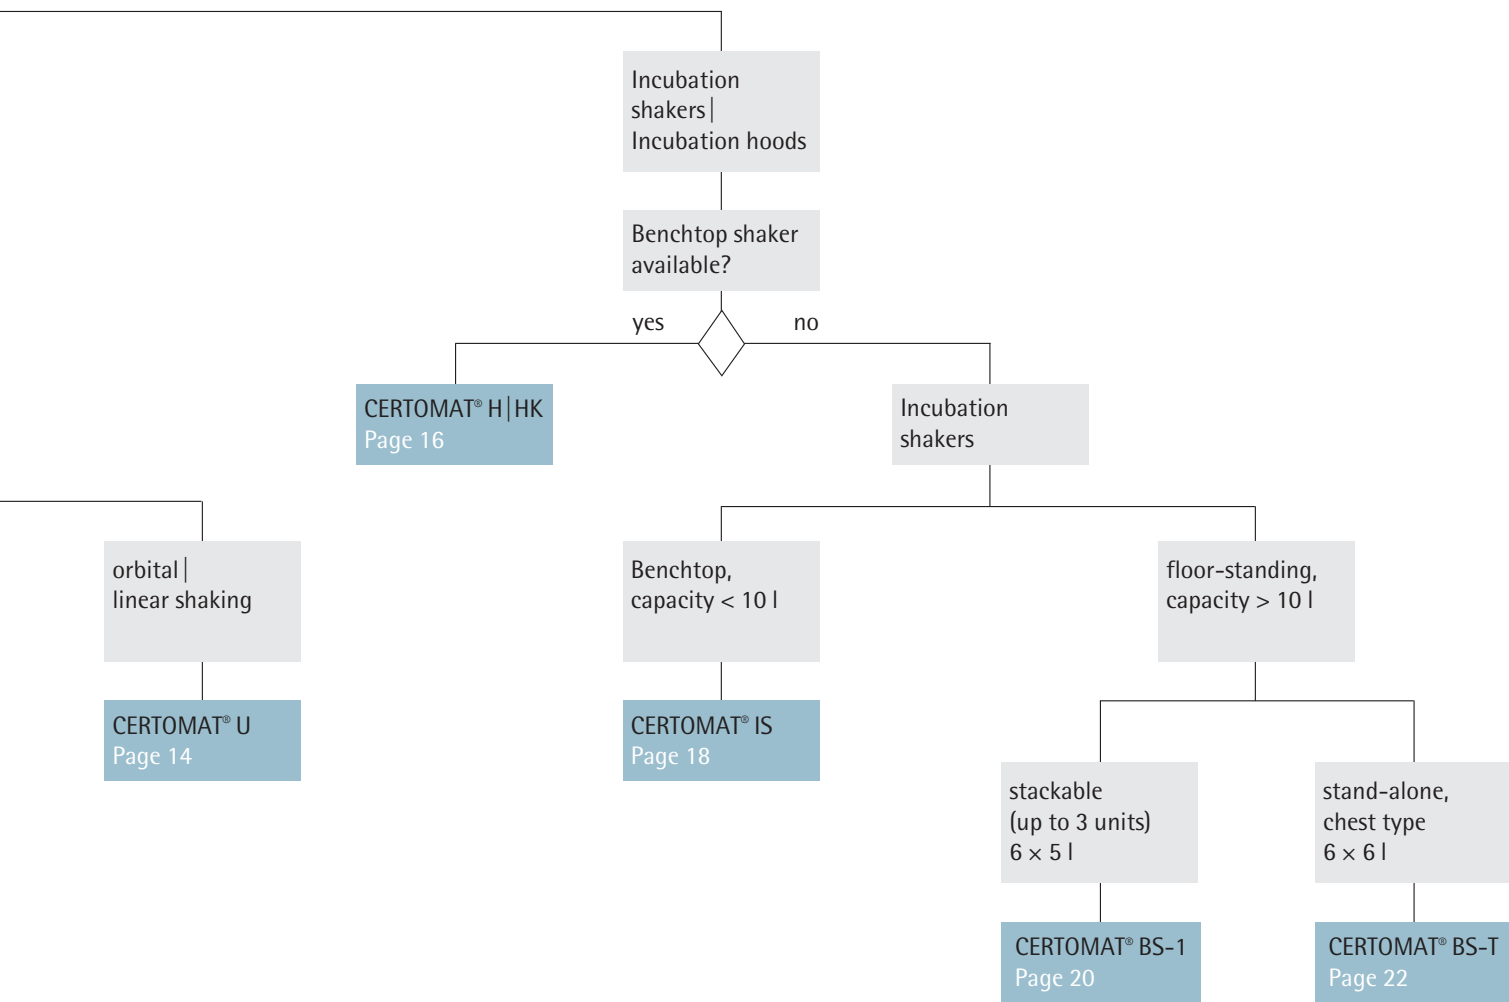 Incubation
shakers|
Incubation hoods
Benchtop shaker
available?
yes
no
CERTOMAT® H|HK
Page 16
Incubation
shakers
orbital|
linear shaking
CERTOMAT® U
Page 14
Benchtop,
capacity < 10 l
CERTOMAT® IS
Page 18
floor-standing,
capacity > 10 l
stackable
(up to 3 units)
6 × 5 l
CERTOMAT® BS-1
Page 20
stand-alone,
chest type
6 × 6 l
CERTOMAT® BS-T
Page 22